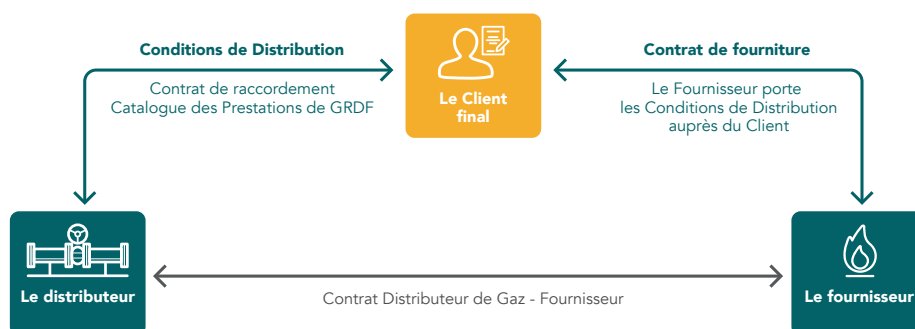 Conditions de Distribution
Contrat de raccordement
Catalogue des Prestations de GRDF
Le Client
final
Contrat de fourniture
Le Fournisseur porte
les Conditions de Distribution
auprès du Client
Le distributeur
Contrat Distributeur de Gaz - Fournisseur
Le fournisseur